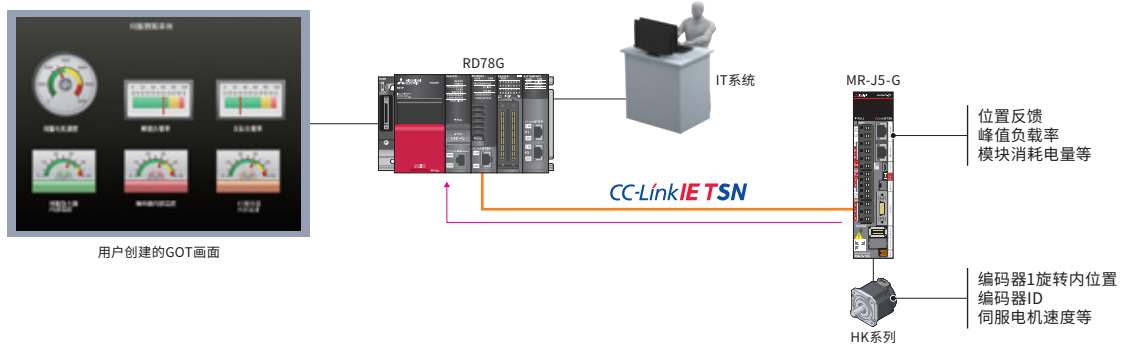 RD78G
IT系统
MR-J5-G
位置反馈
峰值负载率
模块消耗电量等
CC-Link IE TSN
用户创建的GOT画面
编码器1旋转内位置
编码器ID
伺服电机速度等
HK系列